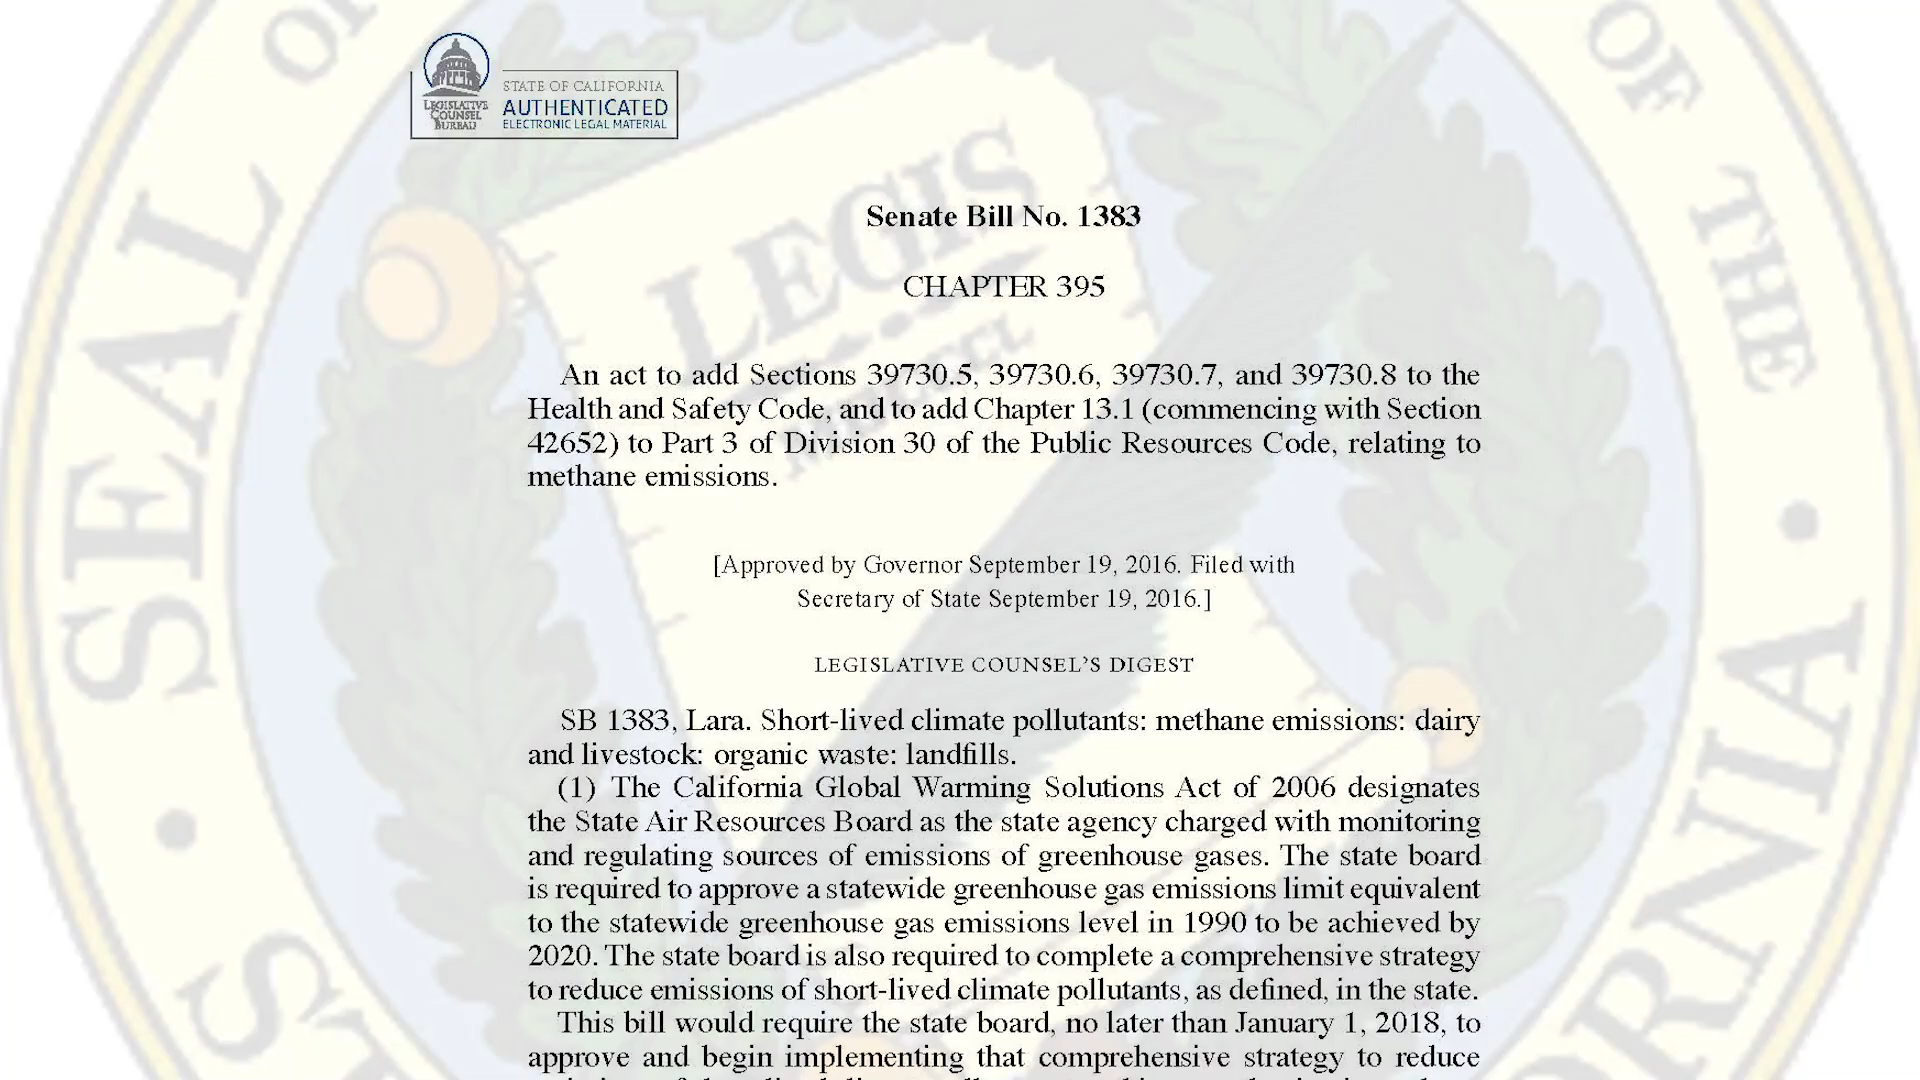 STATE OF CALIFORNIA
AUTHENTICATED
ELECTRONIC LEGAL MATERIAL
LEGISLATIVE
COUNSEL
BUREAU
Senate Bill No. 1383
CHAPTER 395
An act to add Sections 39730.5, 39730.6, 39730.7, and 39730.8 to the
Health and Safety Code, and to add Chapter 13.1 (commencing with Section
42652) to Part 3 of Division 30 of the Public Resources Code, relating to
methane emissions.
[Approved by Governor September 19, 2016. Filed with
Secretary of State September 19, 2016.]
LEGISLATIVE COUNSEL’S DIGEST
SB 1383, Lara. Short-lived climate pollutants: methane emissions: dairy
and livestock: organic waste: landfills.
(1) The California Global Warming Solutions Act of 2006 designates
the State Air Resources Board as the state agency charged with monitoring
and regulating sources of emissions of greenhouse gases. The state board
is required to approve a statewide greenhouse gas emissions limit equivalent
to the statewide greenhouse gas emissions level in 1990 to be achieved by
2020. The state board is also required to complete a comprehensive strategy
to reduce emissions of short-lived climate pollutants, as defined, in the state.
This bill would require the state board, no later than January 1, 2018, to
approve and begin implementing that comprehensive strategy to reduce
SEAL OF
OF THE
LEGIS